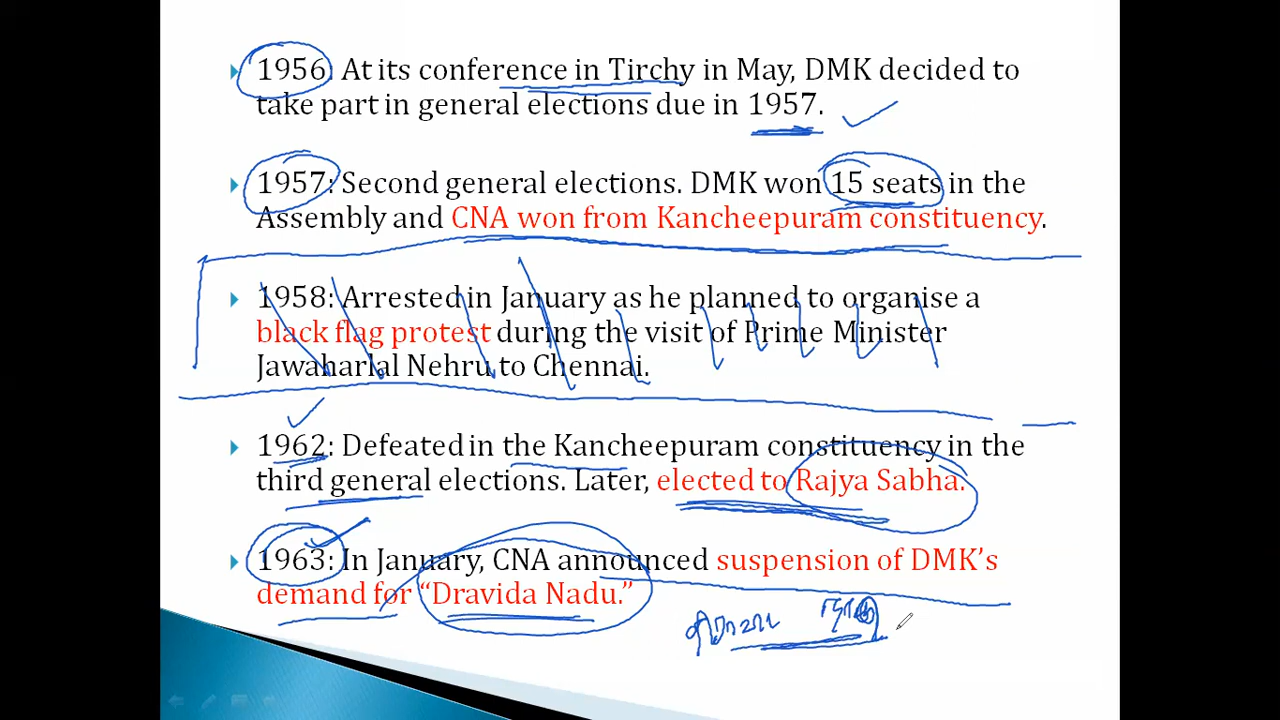 1956: At its conference in Tirchy in May, DMK decided to
take part in general elections due in 1957.
1957: Second general elections. DMK won 15 seats in the
Assembly and CNA won from Kancheepuram constituency.
1958: Arrested in January as he planned to organise a
black flag protest during the visit of Prime Minister
Jawaharlal Nehru to Chennai.
1962: Defeated in the Kancheepuram constituency in the
third general elections. Later, elected to Rajya Sabha.
1963: In January, CNA announced suspension of DMK’s
demand for “Dravida Nadu.”